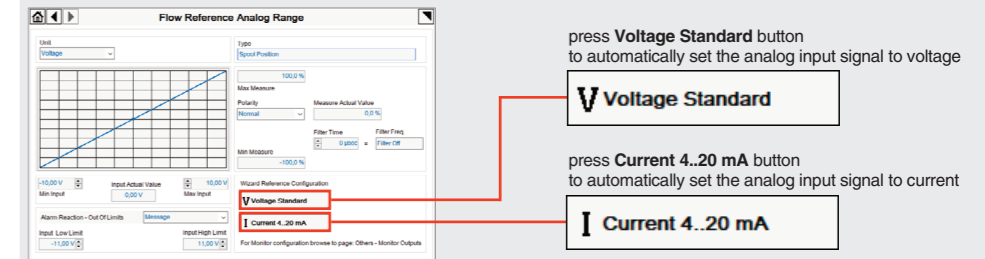 Flow Reference Analog Range
Unit
Voltage
Type
Spool Position
100,0 %
Max Measure
Polarity
Normal
Measure Actual Value
0,0 %
Filter Time
0 µsec
=
Filter Freq.
Filter Off
Min Measure
-100,0 %
-10,00 V
Min Input
Input Actual Value
0,00 V
10,00 V
Max Input
Alarm Reaction - Out Of Limits
Message
Input Low Limit
-11,00 V
Input High Limit
11,00 V
Wizard Reference Configuration
V Voltage Standard
I Current 4..20 mA
For Monitor configuration browse to page: Others - Monitor Outputs
press Voltage Standard button
to automatically set the analog input signal to voltage
V Voltage Standard
press Current 4..20 mA button
to automatically set the analog input signal to current
I Current 4..20 mA